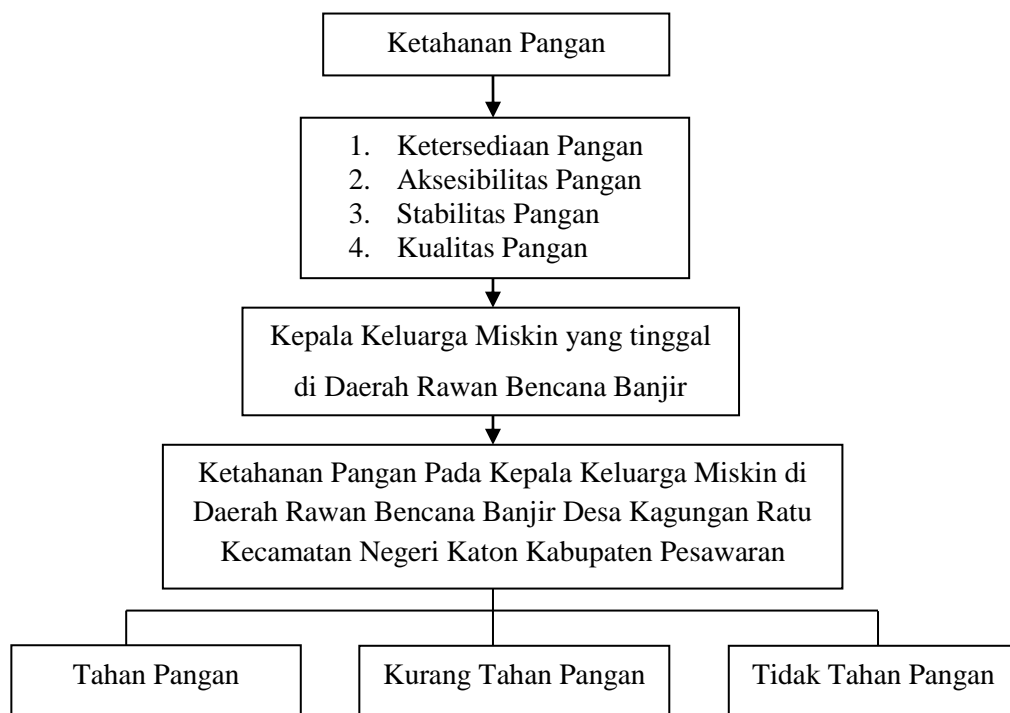 Ketahanan Pangan
1. Ketersediaan Pangan
2. Aksesibilitas Pangan
3. Stabilitas Pangan
4. Kualitas Pangan
Kepala Keluarga Miskin yang tinggal
di Daerah Rawan Bencana Banjir
Ketahanan Pangan Pada Kepala Keluarga Miskin di
Daerah Rawan Bencana Banjir Desa Kagungan Ratu
Kecamatan Negeri Katon Kabupaten Pesawaran
Tahan Pangan
Kurang Tahan Pangan
Tidak Tahan Pangan